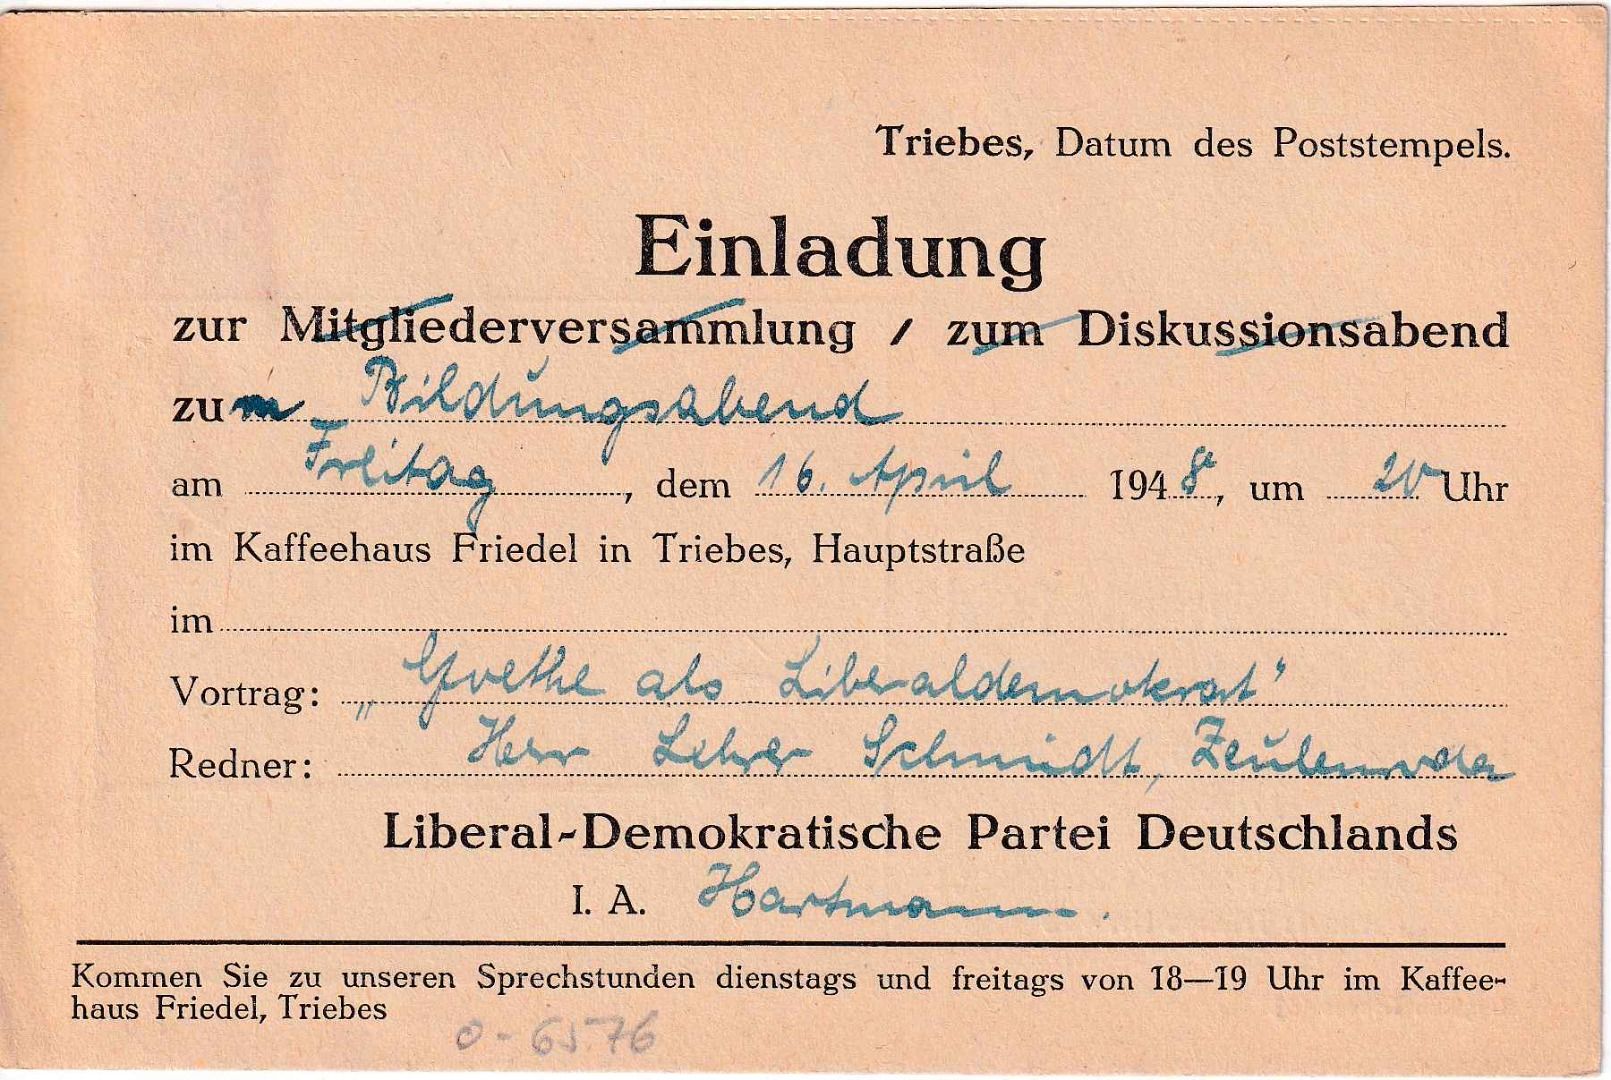 Triebes, Datum des Poststempels.
Einladung
zur Mitgliederversammlung / zum Diskussionsabend
zum Bildungsabend
am Freitag, dem 16. April 1948, um 20 Uhr
im Kaffeehaus Friedel in Triebes, Hauptstraße
im
Vortrag: „Goethe als Liberaldemokrat"
Redner: Herr Lehrer Schmidt, Zeulenroda
Liberal-Demokratische Partei Deutschlands
I. A. Hartmann.
Kommen Sie zu unseren Sprechstunden dienstags und freitags von 18—19 Uhr im Kaffee-
haus Friedel, Triebes
0-6576